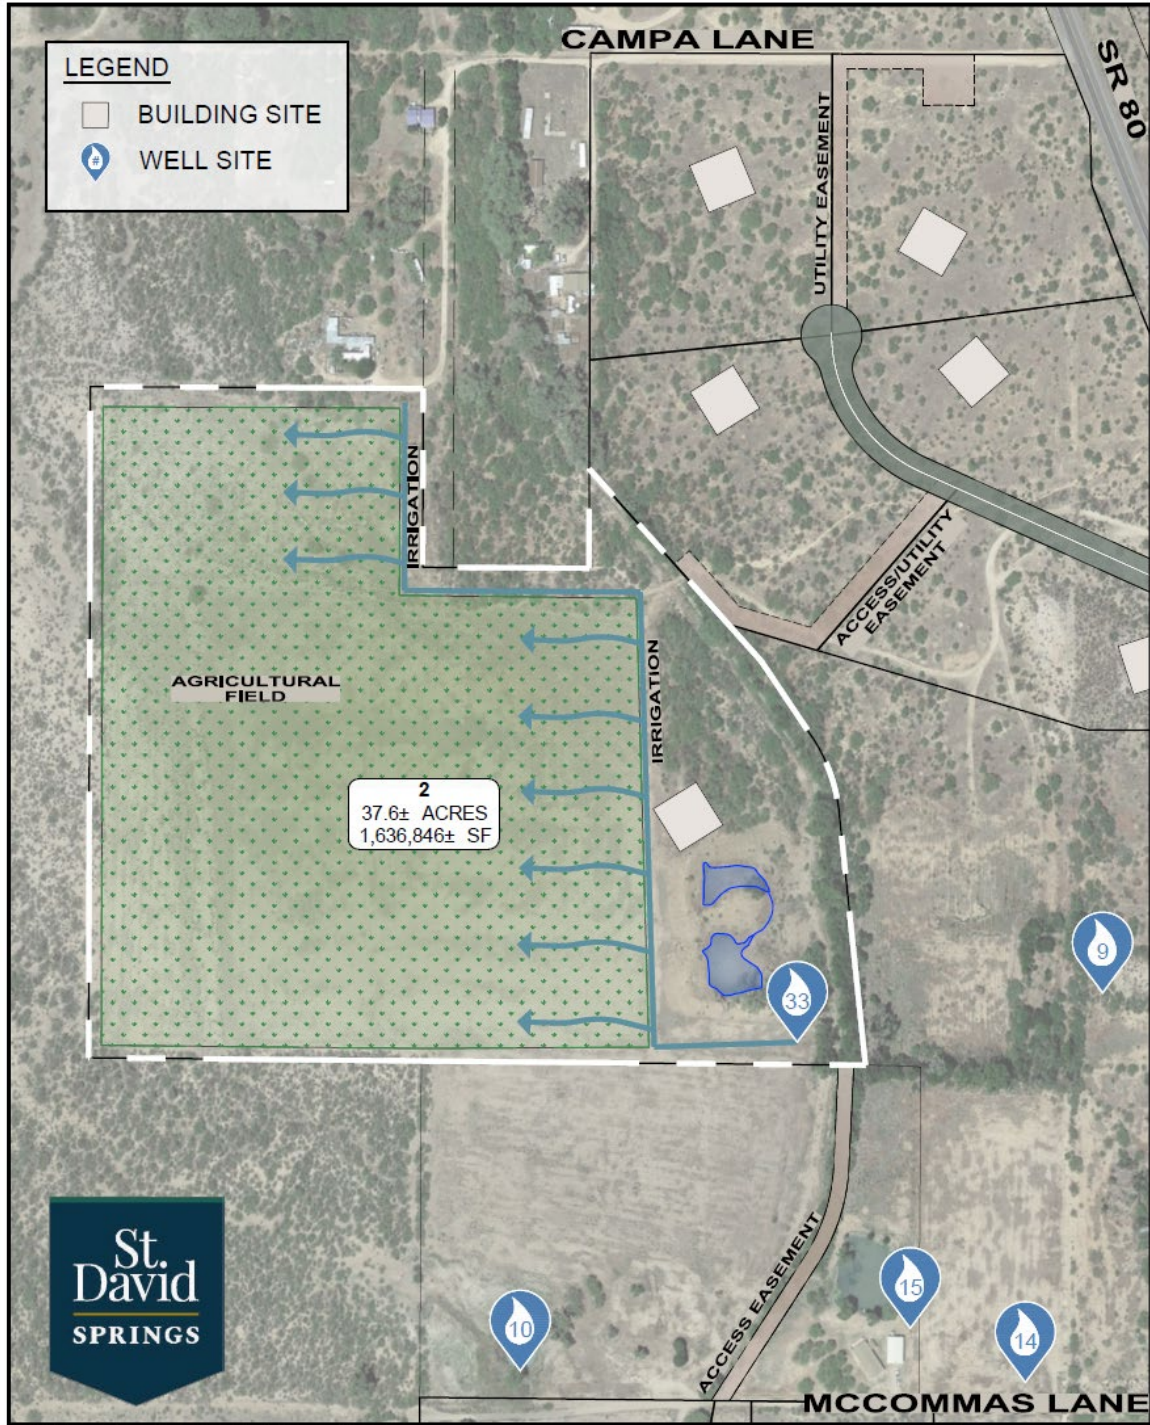 CAMPA LANE
SR 80
LEGEND
BUILDING SITE
#
WELL SITE
UTILITY EASEMENT
IRRIGATION
ACCESS/UTILITY
EASEMENT
IRRIGATION
AGRICULTURAL
FIELD
2
37.6± ACRES
1,636,846± SF
9
33
St.
David
SPRINGS
ACCESS EASEMENT
15
10
14
MCCOMMAS LANE